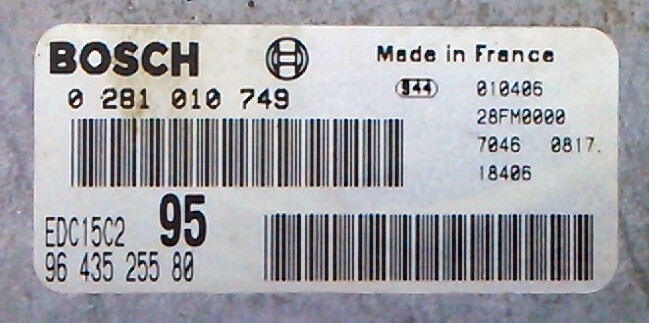 BOSCH
Made in France
0 281 010 749
944
010406
28FM0000
7046 0817.
18406
EDC15C2 95
96 435 255 80